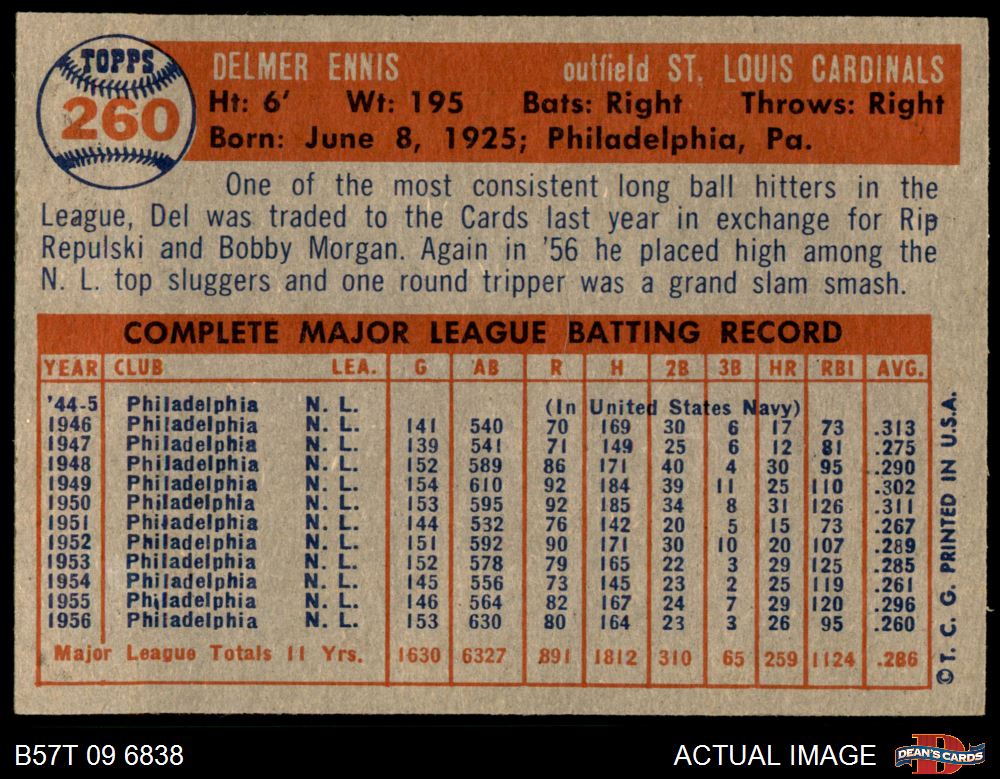 TOPPS
260
DELMER ENNIS outfield ST. LOUIS CARDINALS
Ht: 6' Wt: 195 Bats: Right Throws: Right
Born: June 8, 1925; Philadelphia, Pa.
One of the most consistent long ball hitters in the
League, Del was traded to the Cards last year in exchange for Rip
Repulski and Bobby Morgan. Again in '56 he placed high among the
N. L. top sluggers and one round tripper was a grand slam smash.
COMPLETE MAJOR LEAGUE BATTING RECORD
YEAR CLUB LEA. G AB R H 2B 3B HR RBI AVG.
'44-5 Philadelphia N. L. (In United States Navy)
1946 Philadelphia N. L. 141 540 70 169 30 6 17 73 .313
1947 Philadelphia N. L. 139 541 71 149 25 6 12 81 .275
1948 Philadelphia N. L. 152 589 86 171 40 4 30 95 .290
1949 Philadelphia N. L. 154 610 92 184 39 11 25 110 .302
1950 Philadelphia N. L. 153 595 92 185 34 8 31 126 .311
1951 Philadelphia N. L. 144 532 76 142 20 5 15 73 .267
1952 Philadelphia N. L. 151 592 90 171 30 10 20 107 .289
1953 Philadelphia N. L. 152 578 79 165 22 3 29 125 .285
1954 Philadelphia N. L. 145 556 73 145 23 2 25 119 .261
1955 Philadelphia N. L. 146 564 82 167 24 7 29 120 .296
1956 Philadelphia N. L. 153 630 80 164 23 3 26 95 .260
Major League Totals 11 Yrs. 1630 6327 891 1812 310 65 259 1124 .286
©T. C. G. PRINTED IN U.S.A.
B57T 09 6838 ACTUAL IMAGE
D
DEAN'S CARDS